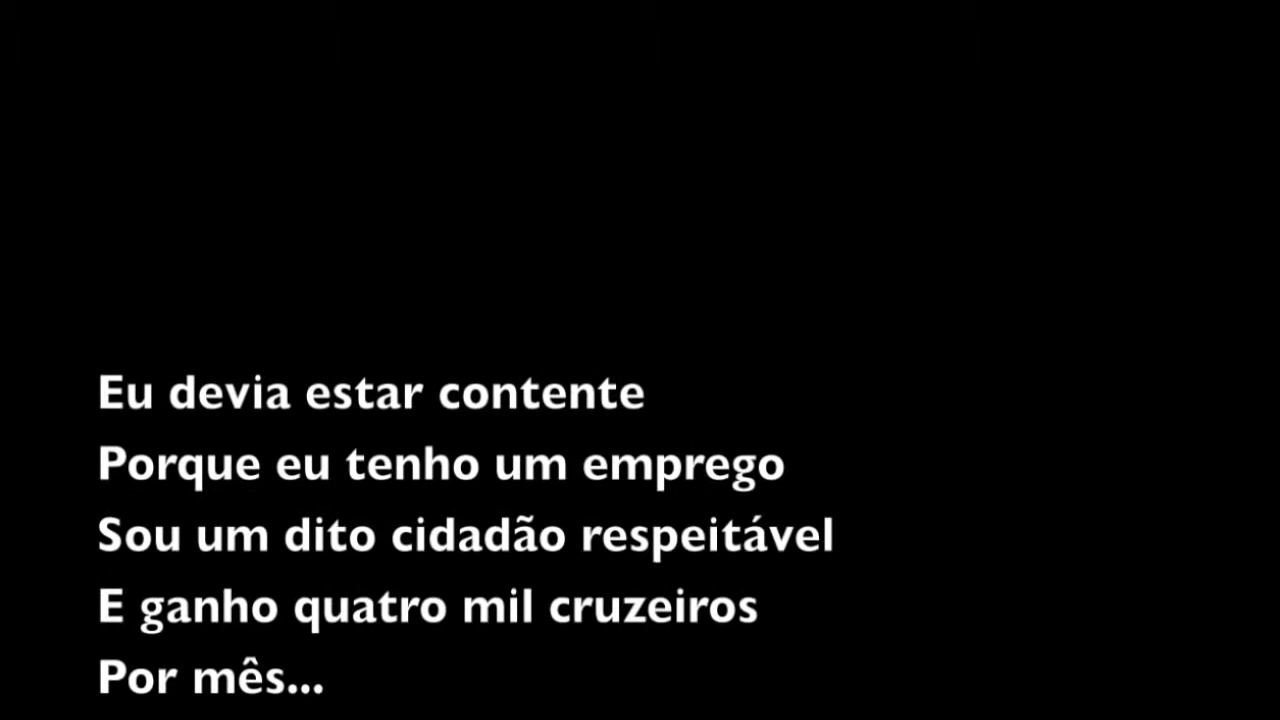 Eu devia estar contente
Porque eu tenho um emprego
Sou um dito cidadão respeitável
E ganho quatro mil cruzeiros
Por mês...